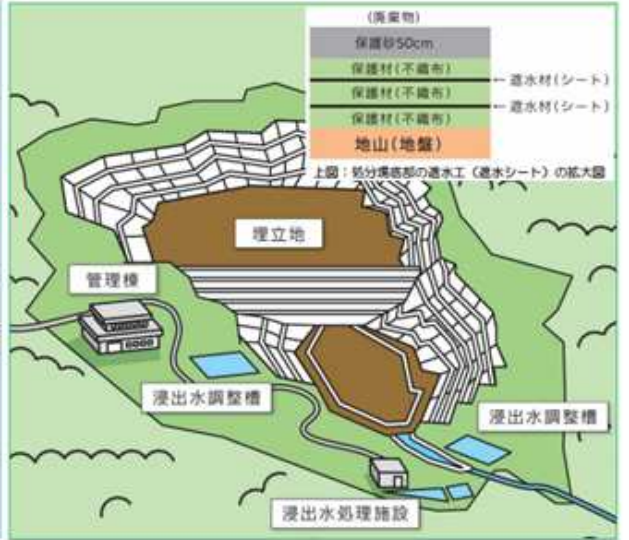 (廃棄物)
保護砂50cm
保護材(不織布)
← 遮水材(シート)
保護材(不織布)
← 遮水材(シート)
保護材(不織布)
地山(地盤)
上図：処分場底部の遮水工（遮水シート）の拡大図
埋立地
管理棟
浸出水調整槽
浸出水調整槽
浸出水処理施設